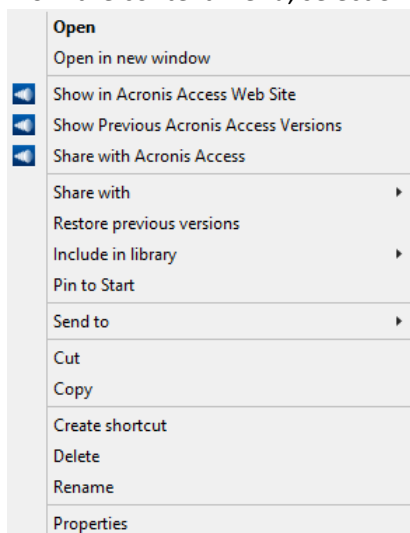 Open
Open in new window
Show in Acronis Access Web Site
Show Previous Acronis Access Versions
Share with Acronis Access
Share with
Restore previous versions
Include in library
Pin to Start
Send to
Cut
Copy
Create shortcut
Delete
Rename
Properties